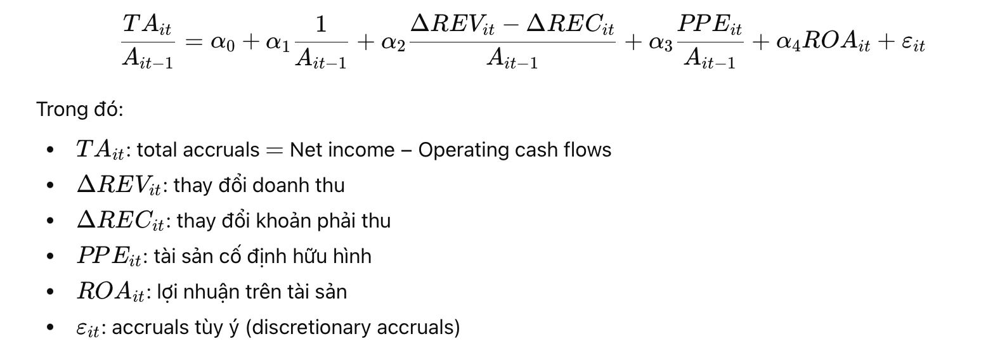 \frac{TA_{it}}{A_{it-1}} = \alpha_0 + \alpha_1 \frac{1}{A_{it-1}} + \alpha_2 \frac{\Delta REV_{it} - \Delta REC_{it}}{A_{it-1}} + \alpha_3 \frac{PPE_{it}}{A_{it-1}} + \alpha_4 ROA_{it} + \varepsilon_{it}
Trong đó:
• TA_{it}: total accruals = Net income – Operating cash flows
• \Delta REV_{it}: thay đổi doanh thu
• \Delta REC_{it}: thay đổi khoản phải thu
• PPE_{it}: tài sản cố định hữu hình
• ROA_{it}: lợi nhuận trên tài sản
• \varepsilon_{it}: accruals tùy ý (discretionary accruals)